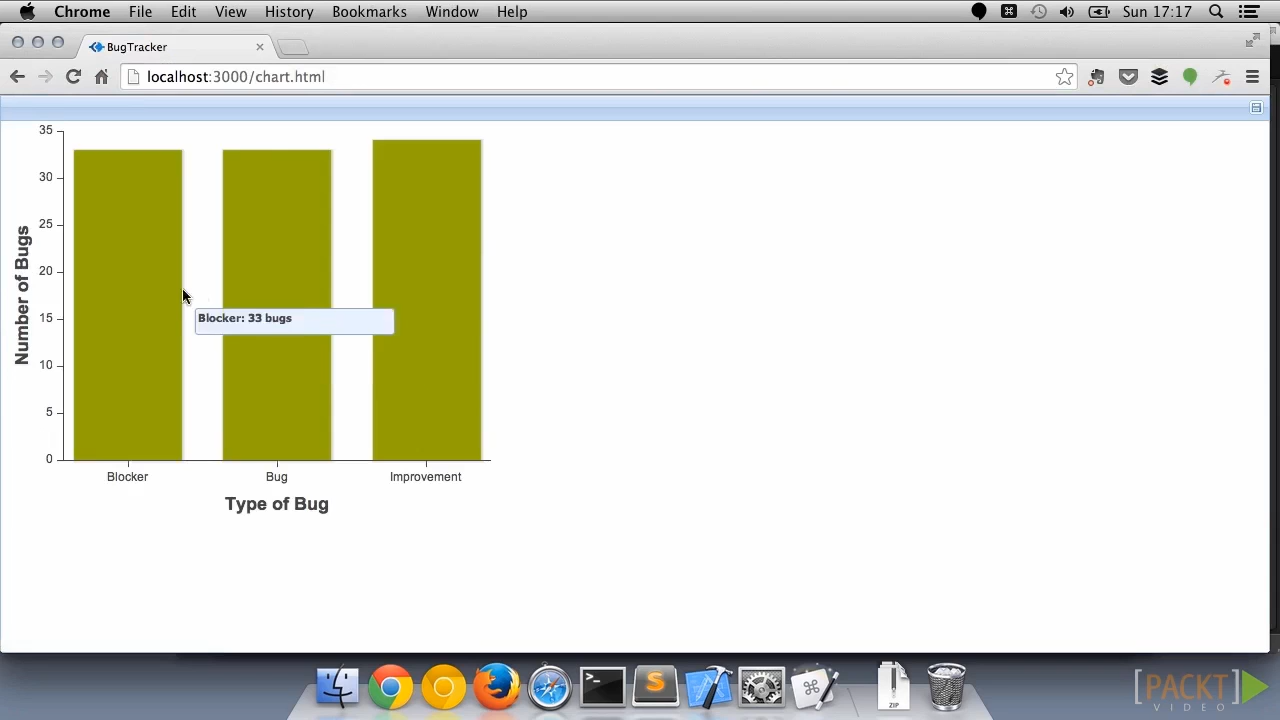 Chrome File Edit View History Bookmarks Window Help Sun 17:17
BugTracker
localhost:3000/chart.html
35
30
25
20
15
10
5
0
Number of Bugs
Blocker: 33 bugs
Blocker Bug Improvement
Type of Bug
>_
S
ZIP
[PACKT]
VIDEO